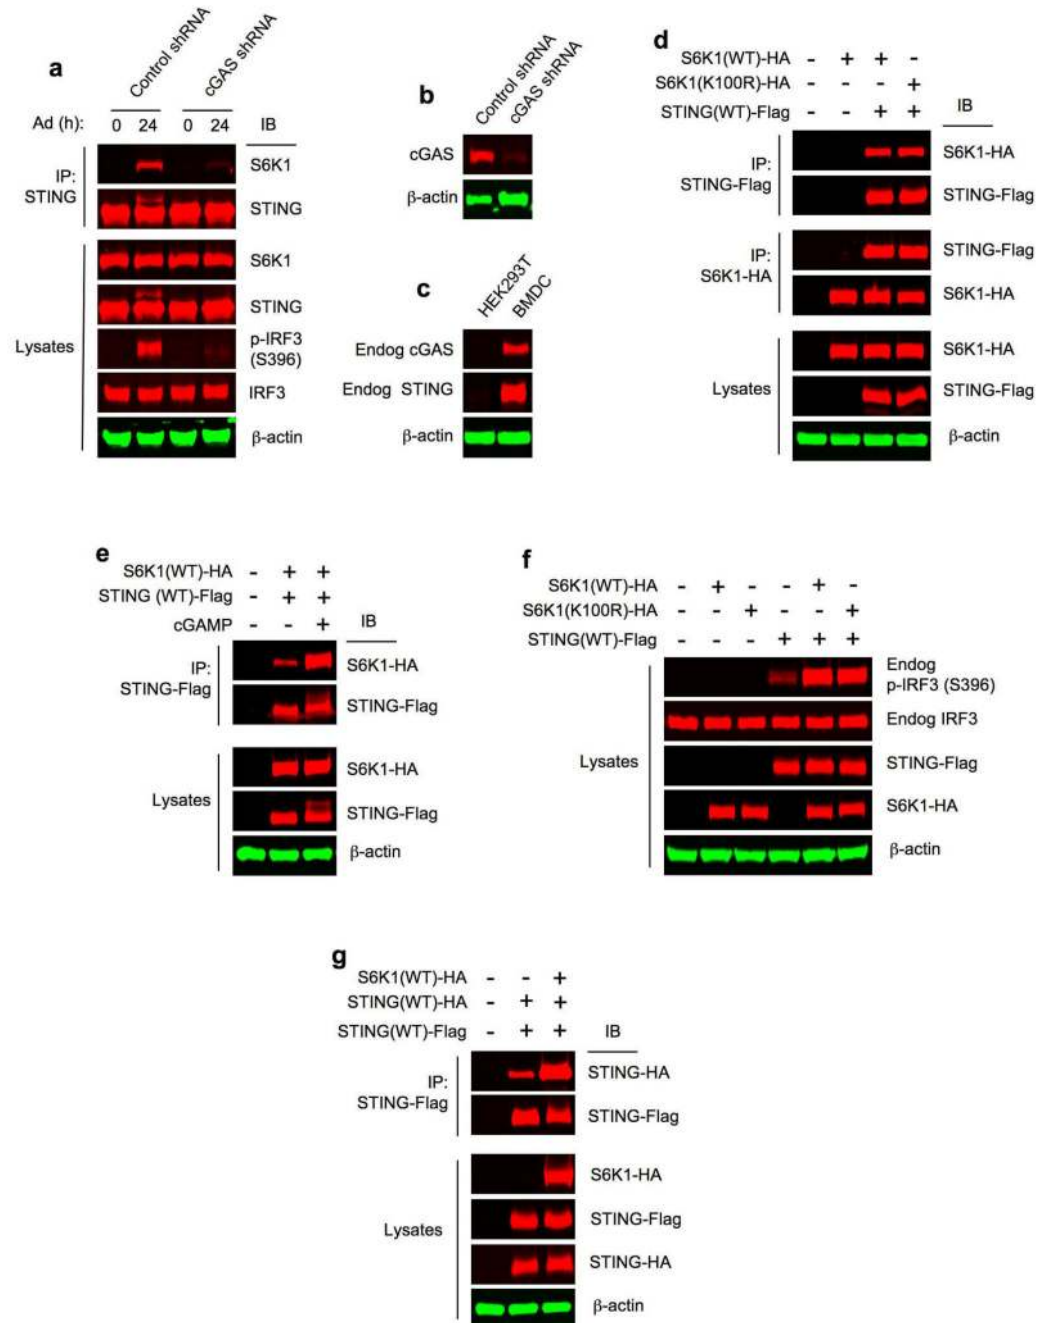 a
Control shRNA
cGAS shRNA
Ad (h): 0 24 0 24 IB
IP:
STING
S6K1
STING
Lysates
S6K1
STING
p-IRF3
(S396)
IRF3
β-actin
b
Control shRNA
cGAS shRNA
cGAS
β-actin
c
HEK293T
BMDC
Endog cGAS
Endog STING
β-actin
d
S6K1(WT)-HA - + + -
S6K1(K100R)-HA - - - +
STING(WT)-Flag - - + + IB
IP:
STING-Flag
S6K1-HA
STING-Flag
IP:
S6K1-HA
STING-Flag
S6K1-HA
Lysates
S6K1-HA
STING-Flag
β-actin
e
S6K1(WT)-HA - + +
STING (WT)-Flag - + +
cGAMP - - + IB
IP:
STING-Flag
S6K1-HA
STING-Flag
Lysates
S6K1-HA
STING-Flag
β-actin
f
S6K1(WT)-HA - + - - + -
S6K1(K100R)-HA - - + - - +
STING(WT)-Flag - - - + + +
Lysates
Endog
p-IRF3 (S396)
Endog IRF3
STING-Flag
S6K1-HA
β-actin
g
S6K1(WT)-HA - - +
STING(WT)-HA - + +
STING(WT)-Flag - + + IB
IP:
STING-Flag
STING-HA
STING-Flag
Lysates
S6K1-HA
STING-Flag
STING-HA
β-actin